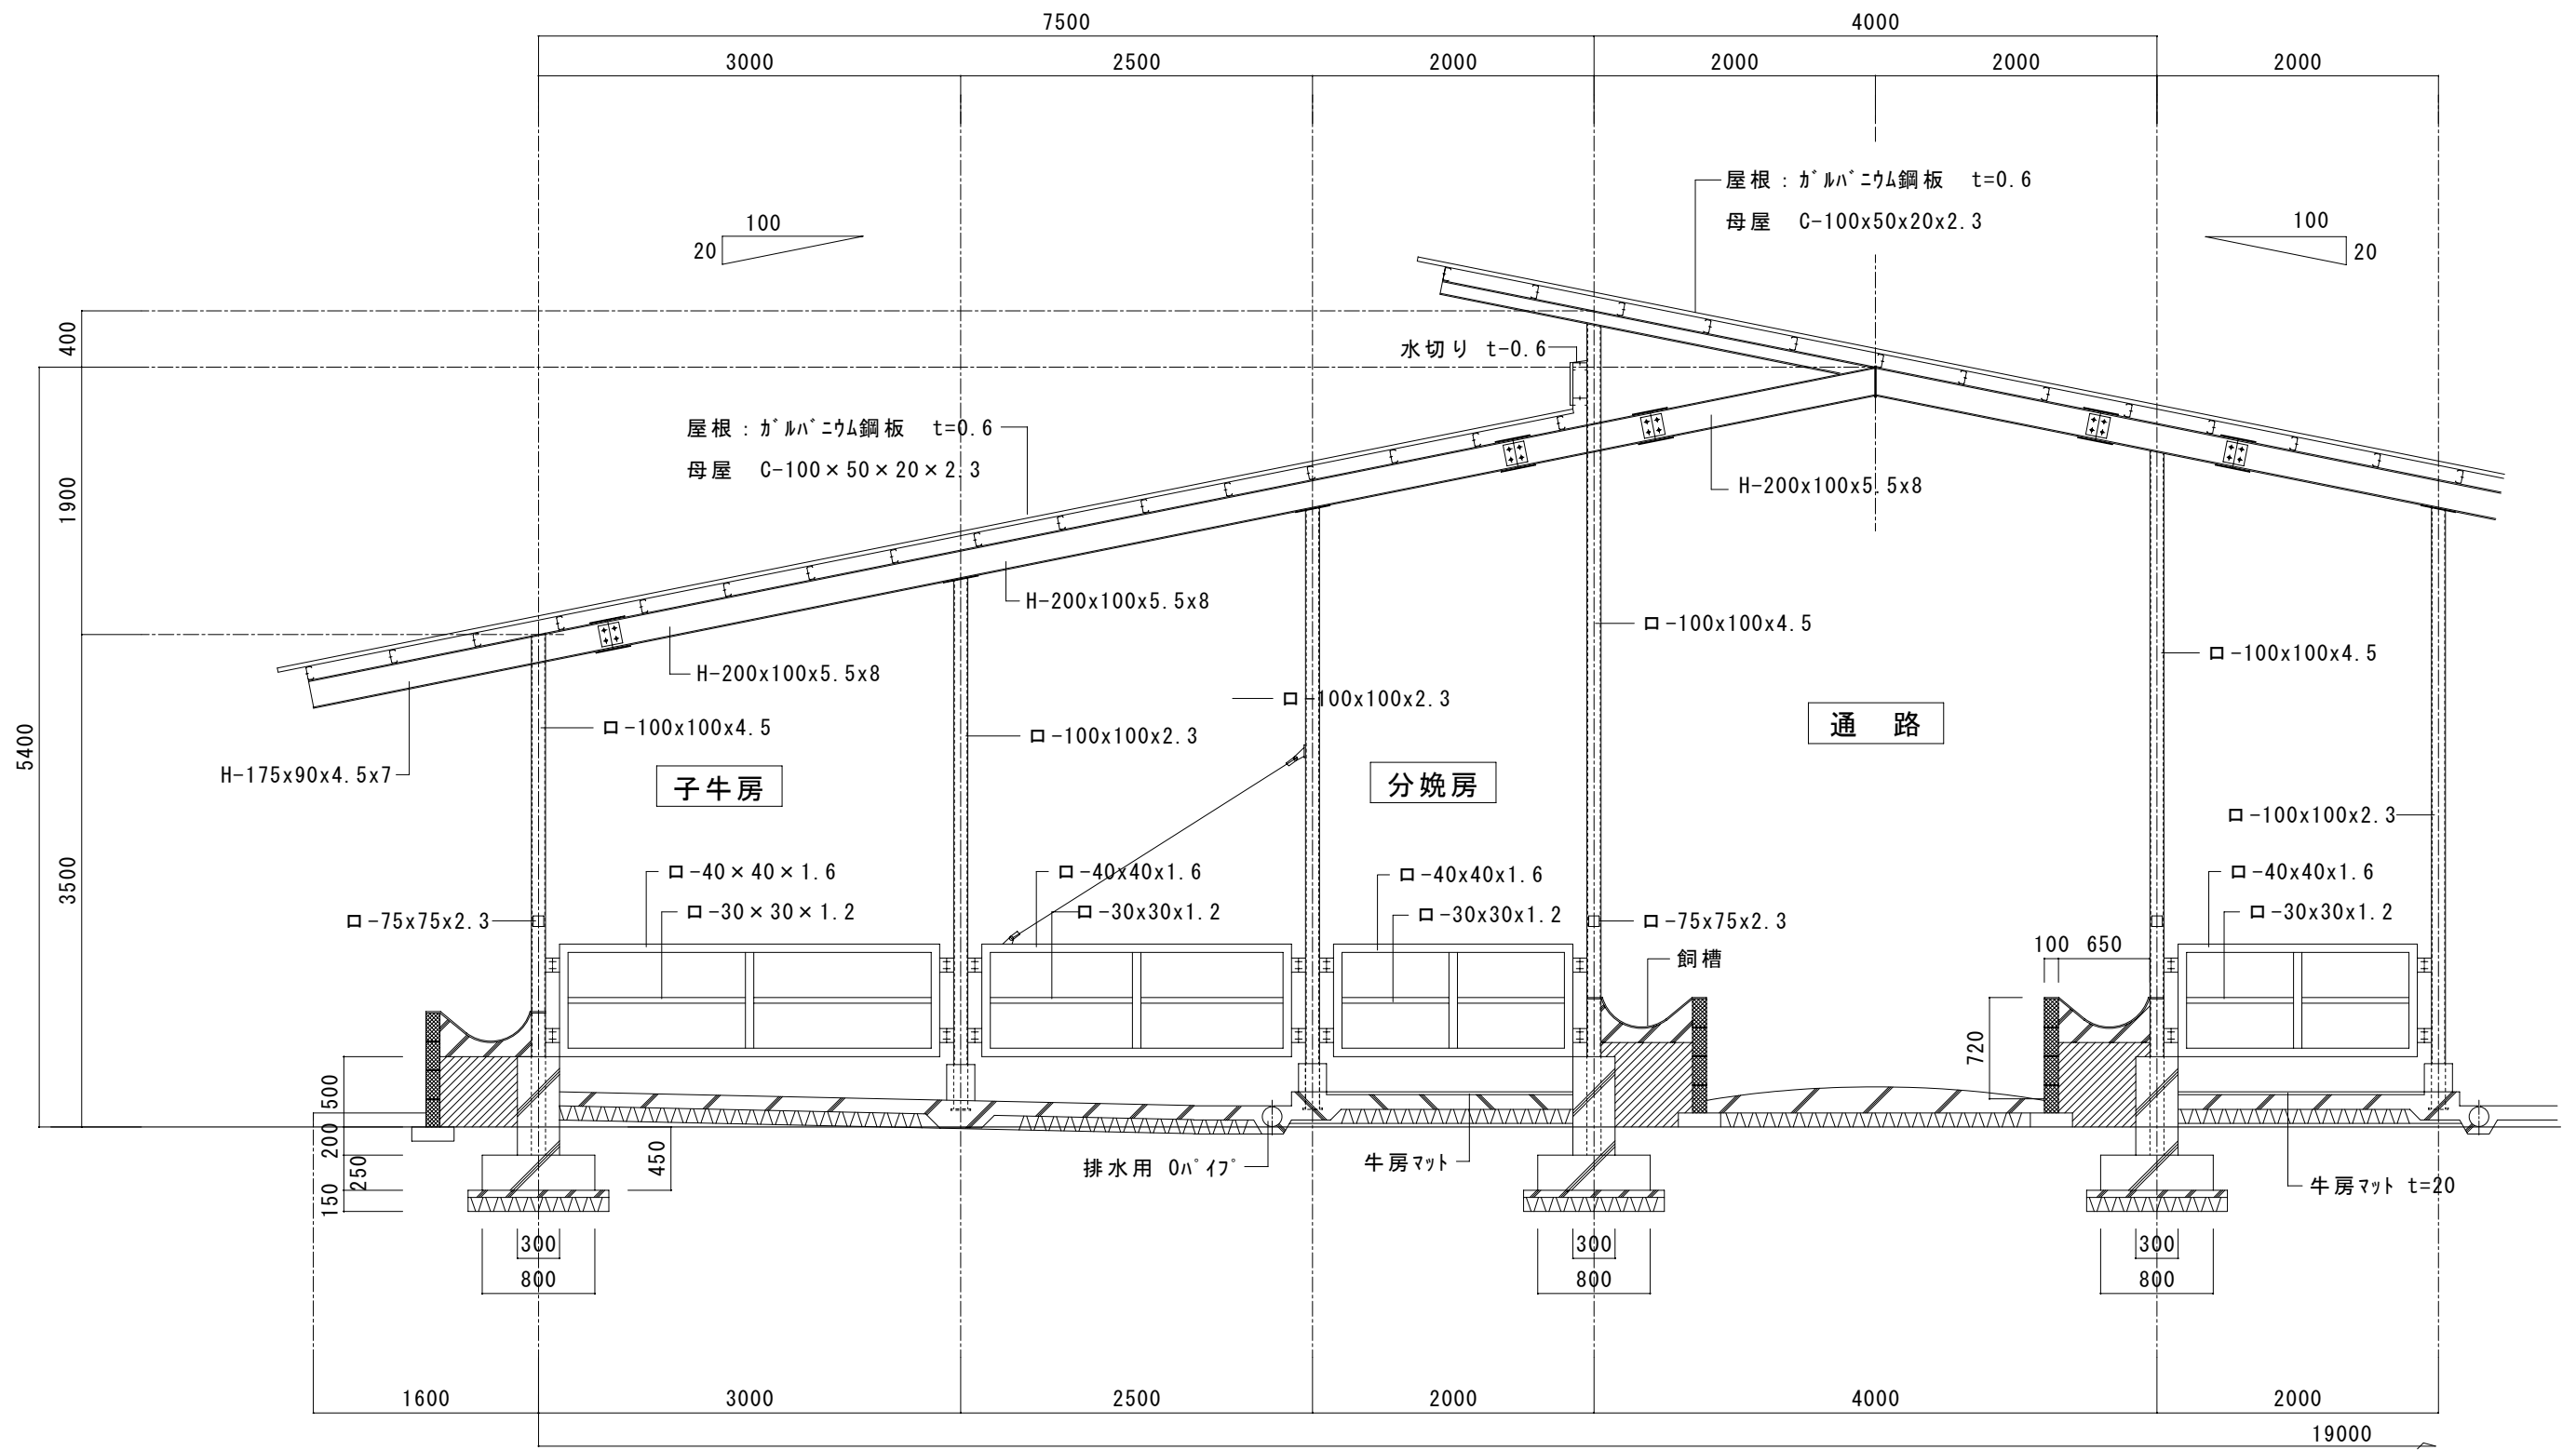 7500
4000
3000
2500
2000
2000
2000
2000
屋根：ガルバニウム鋼板 t=0.6
母屋 C-100x50x20x2.3
100
20
100
20
400
水切り t-0.6
屋根：ガルバニウム鋼板 t=0.6
母屋 C-100×50×20×2.3
1900
H-200x100x5.5x8
H-200x100x5.5x8
ロ-100x100x4.5
ロ-100x100x4.5
H-200x100x5.5x8
ロ-100x100x2.3
ロ-100x100x4.5
ロ-100x100x2.3
通 路
5400
H-175x90x4.5x7
子牛房
分娩房
ロ-100x100x2.3
3500
ロ-40×40×1.6
ロ-40x40x1.6
ロ-40x40x1.6
ロ-40x40x1.6
ロ-30×30×1.2
ロ-30x30x1.2
ロ-30x30x1.2
ロ-30x30x1.2
ロ-75x75x2.3
ロ-75x75x2.3
飼槽
100 650
720
500
200
250
150
450
排水用 Oパイプ
牛房マット
牛房マット t=20
300
800
300
800
300
800
1600
3000
2500
2000
4000
2000
19000